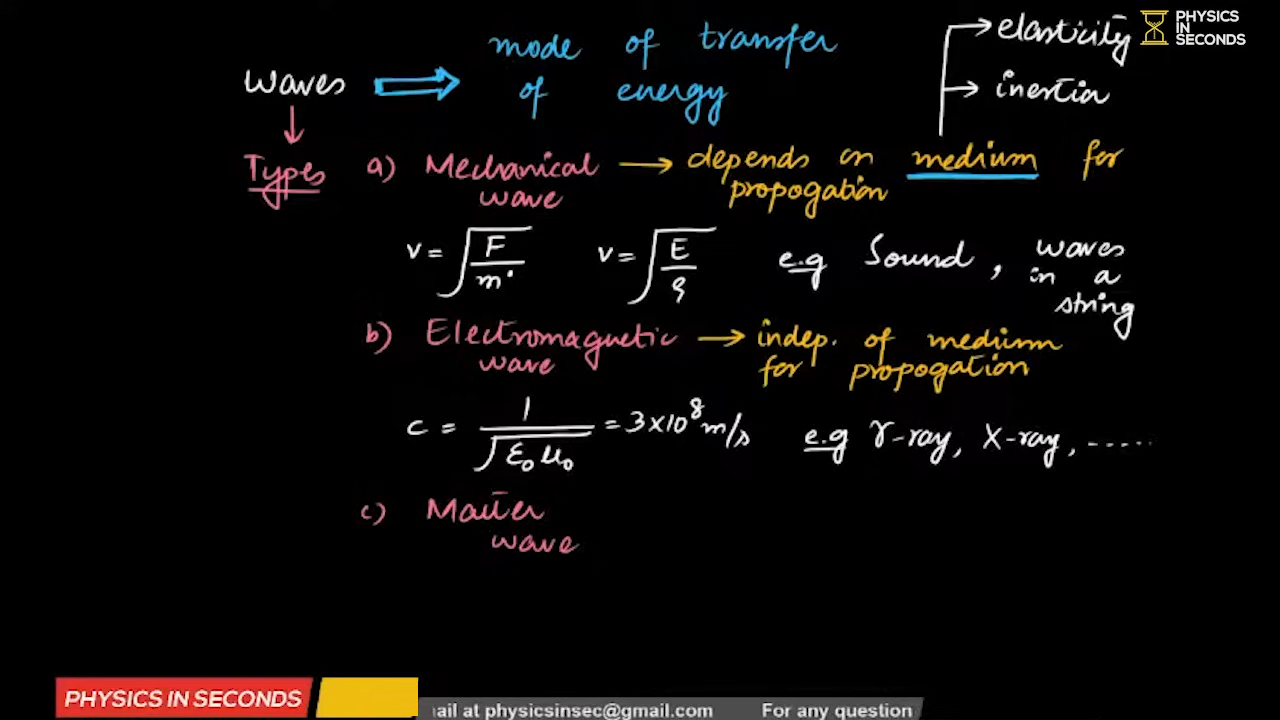 PHYSICS
IN
SECONDS
elasticity
inertia
waves ⟹ mode of transfer
of energy
Types
a) Mechanical wave → depends on medium for propogation
v = √(F/m) v = √(E/ρ) e.g Sound, waves in a string
b) Electromagnetic wave → indep. of medium for propogation
c = 1/√(ε₀μ₀) = 3×10⁸ m/s e.g γ-ray, X-ray, ......
c) Matter wave
PHYSICS IN SECONDS
ail at physicsinsec@gmail.com For any question